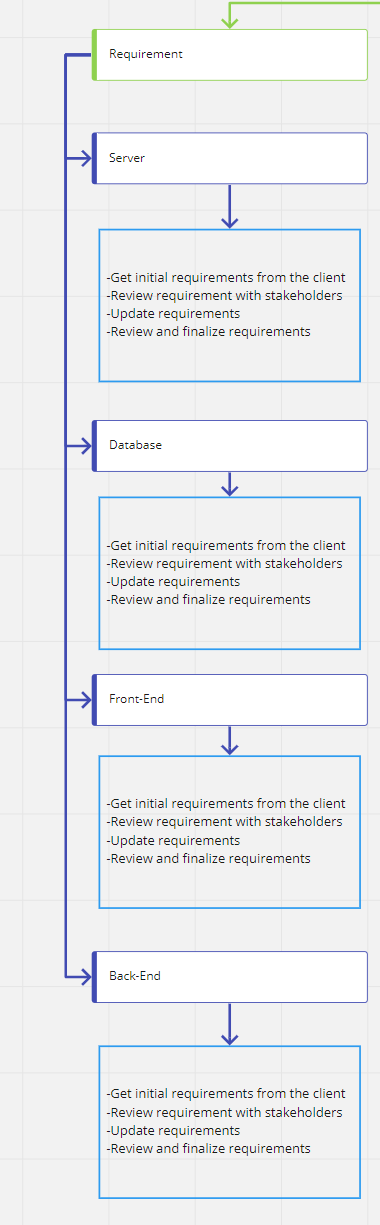 Requirement
Server
-Get initial requirements from the client
-Review requirement with stakeholders
-Update requirements
-Review and finalize requirements
Database
-Get initial requirements from the client
-Review requirement with stakeholders
-Update requirements
-Review and finalize requirements
Front-End
-Get initial requirements from the client
-Review requirement with stakeholders
-Update requirements
-Review and finalize requirements
Back-End
-Get initial requirements from the client
-Review requirement with stakeholders
-Update requirements
-Review and finalize requirements